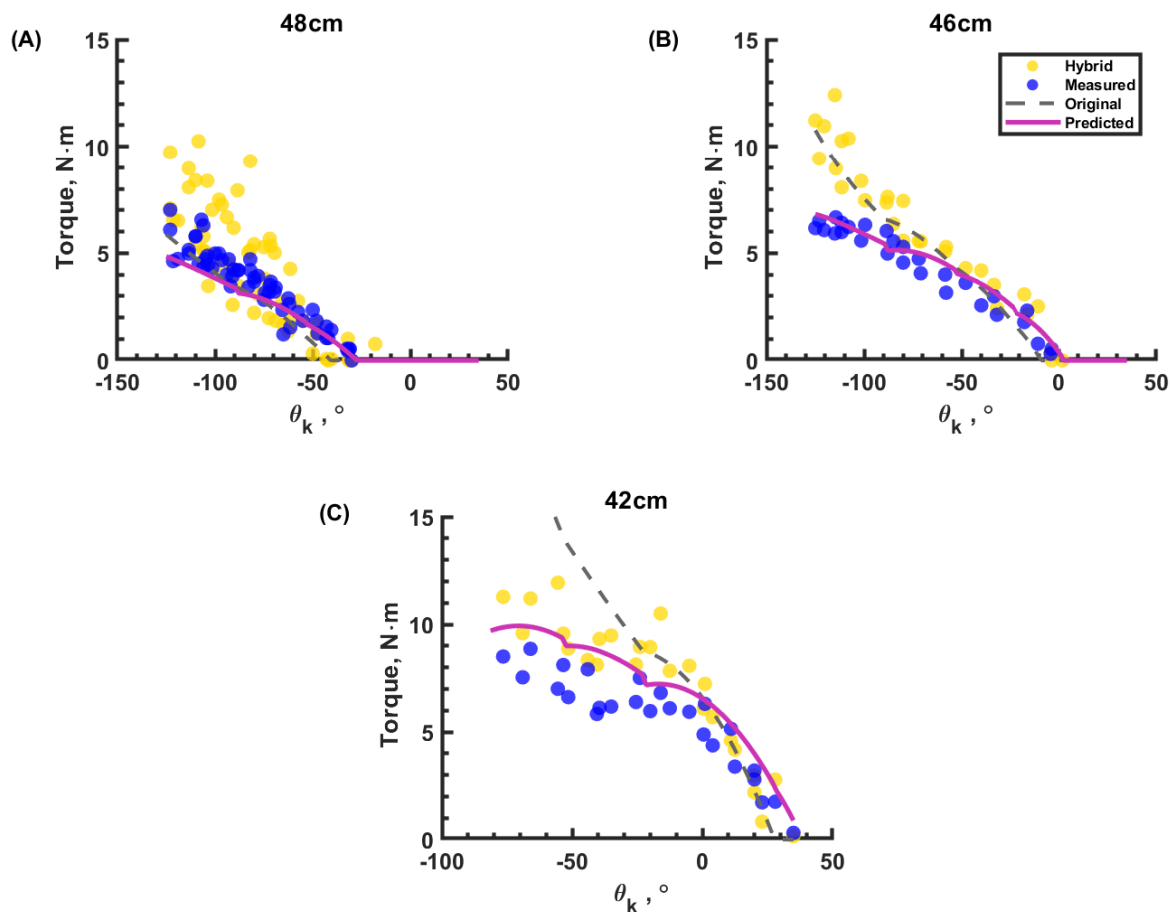 (A)
48cm
15
10
5
0
Torque, N·m
-150
-100
-50
0
50
θk , °
(B)
46cm
Hybrid
Measured
Original
Predicted
15
10
5
0
Torque, N·m
-150
-100
-50
0
50
θk , °
(C)
42cm
15
10
5
0
Torque, N·m
-100
-50
0
50
θk , °